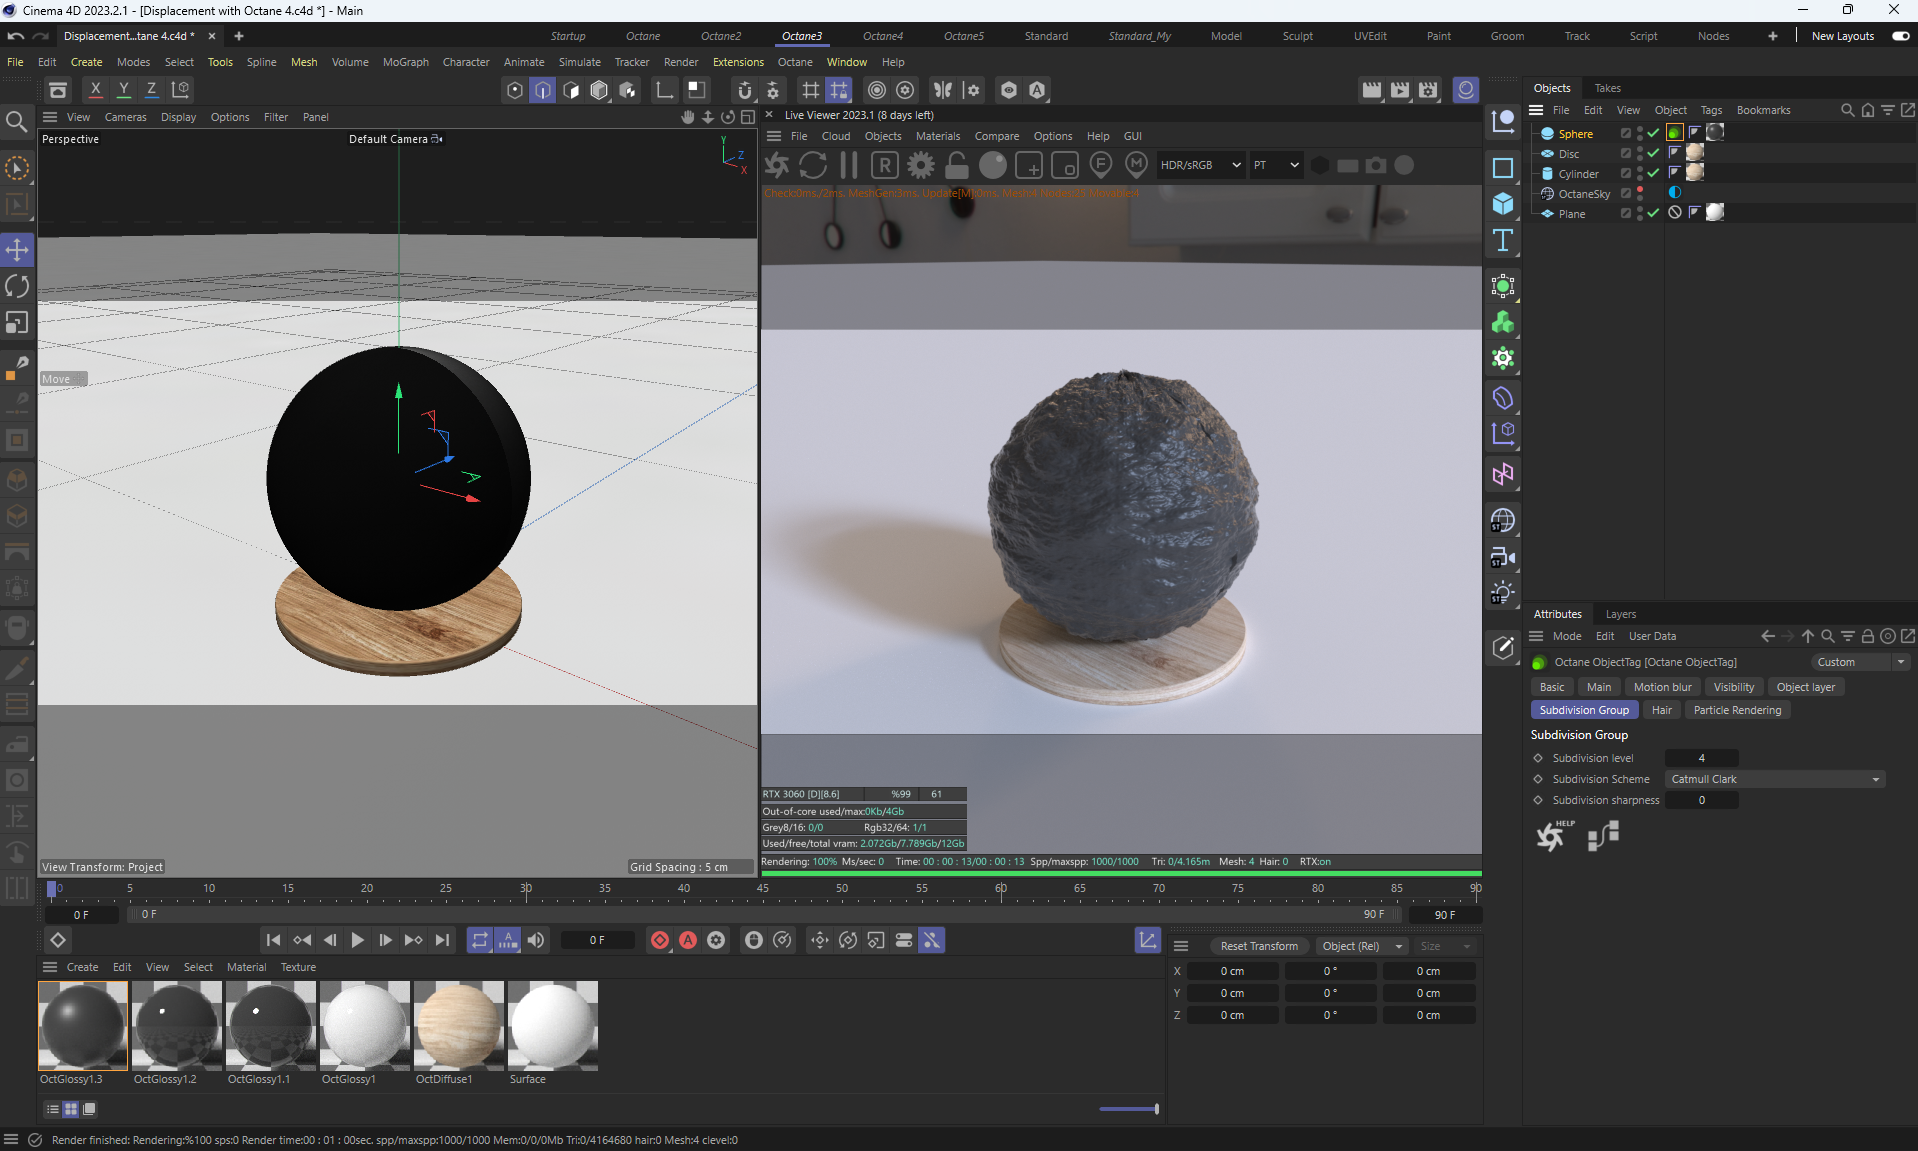 Cinema 4D 2023.2.1 - [Displacement with Octane 4.c4d *] - Main
Displacement...tane 4.c4d * × +
Startup Octane Octane2 Octane3 Octane4 Octane5 Standard Standard_My Model Sculpt UVEdit Paint Groom Track Script Nodes + New Layouts
File Edit Create Modes Select Tools Spline Mesh Volume MoGraph Character Animate Simulate Tracker Render Extensions Octane Window Help
X Y Z
View Cameras Display Options Filter Panel
Perspective
Default Camera
Y
Z
X
Move
View Transform: Project
Grid Spacing : 5 cm
Live Viewer 2023.1 (8 days left)
File Cloud Objects Materials Compare Options Help GUI
R F M HDR/sRGB PT
Check:0ms./2ms. MeshGen:3ms. Update[M]:0ms. Mesh:4 Nodes:23 Movable:4
RTX 3060 [D][8.6] %99 61
Out-of-core used/max:0Kb/4Gb
Grey8/16: 0/0 Rgb32/64: 1/1
Used/free/total vram: 2.072Gb/7.789Gb/12Gb
Rendering: 100% Ms/sec: 0 Time: 00 : 00 : 13/00 : 00 : 13 Spp/maxspp: 1000/1000 Tri: 0/4.165m Mesh: 4 Hair: 0 RTX:on
0 5 10 15 20 25 30 35 40 45 50 55 60 65 70 75 80 85 90
0 F 0 F 90 F 90 F
A 0 F A
Create Edit View Select Material Texture
OctGlossy1.3 OctGlossy1.2 OctGlossy1.1 OctGlossy1 OctDiffuse1 Surface
Reset Transform Object (Rel) Size
X 0 cm 0 ° 0 cm
Y 0 cm 0 ° 0 cm
Z 0 cm 0 ° 0 cm
ST
ST
ST
Objects Takes
File Edit View Object Tags Bookmarks
Sphere
Disc
Cylinder
OctaneSky
Plane
Attributes Layers
Mode Edit User Data
Octane ObjectTag [Octane ObjectTag] Custom
Basic Main Motion blur Visibility Object layer
Subdivision Group Hair Particle Rendering
Subdivision Group
Subdivision level 4
Subdivision Scheme Catmull Clark
Subdivision sharpness 0
HELP
Render finished: Rendering:%100 sps:0 Render time:00 : 01 : 00sec. spp/maxspp:1000/1000 Mem:0/0/0Mb Tri:0/4164680 hair:0 Mesh:4 clevel:0